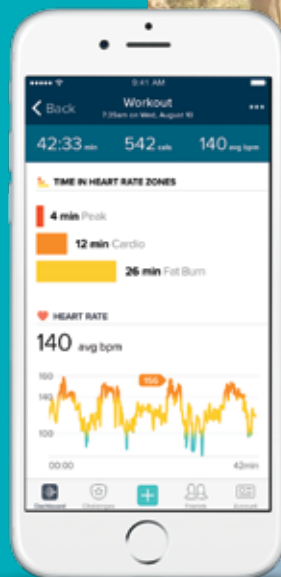 9:41 AM
Back
Workout
7:35am on Wed, August 10
42:33 min 542 cals 140 avg bpm
TIME IN HEART RATE ZONES
4 min Peak
12 min Cardio
26 min Fat Burn
HEART RATE
140 avg bpm
160
156
140
100
00:00 42min
Dashboard Challenges Friends Account